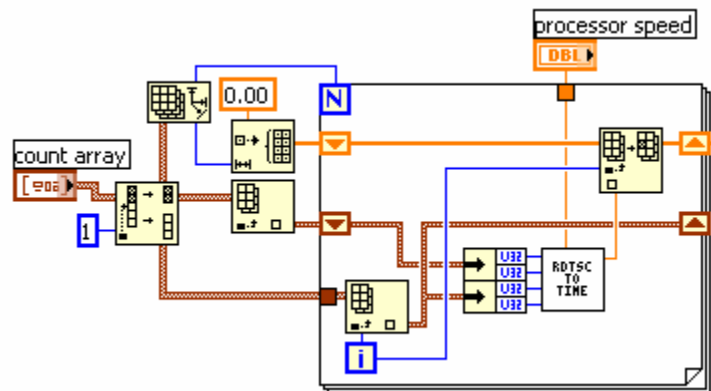 processor speed
DBL
0.00
N
count array
1
U32
U32
U32
U32
RDTSC
TO
TIME
i